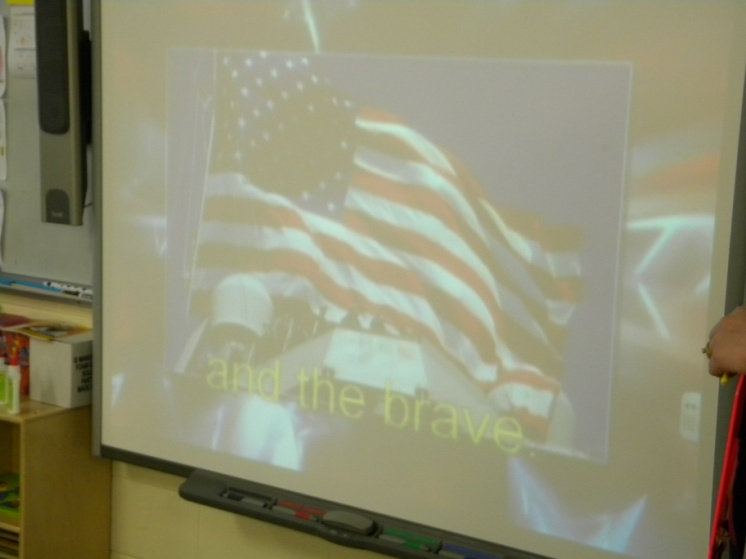 and the brave.